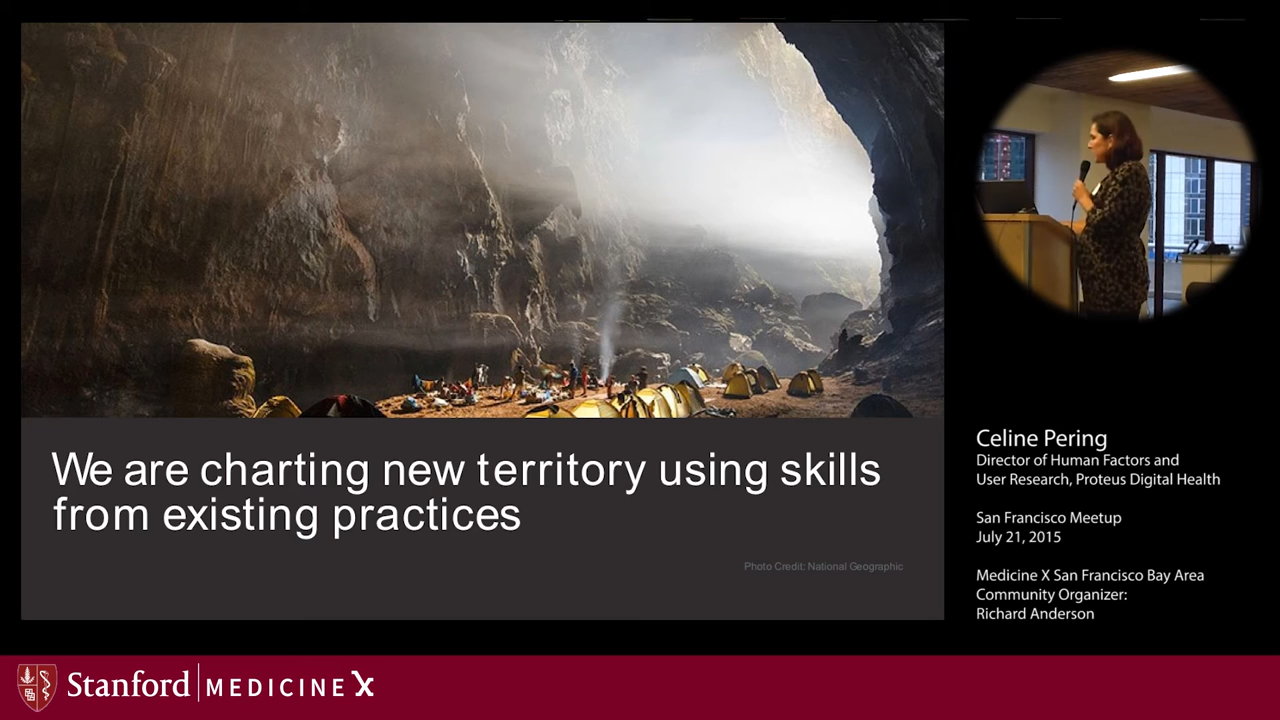 We are charting new territory using skills
from existing practices
Photo Credit: National Geographic
Celine Pering
Director of Human Factors and
User Research, Proteus Digital Health
San Francisco Meetup
July 21, 2015
Medicine X San Francisco Bay Area
Community Organizer:
Richard Anderson
Stanford MEDICINE X